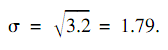 σ = √3.2 = 1.79.